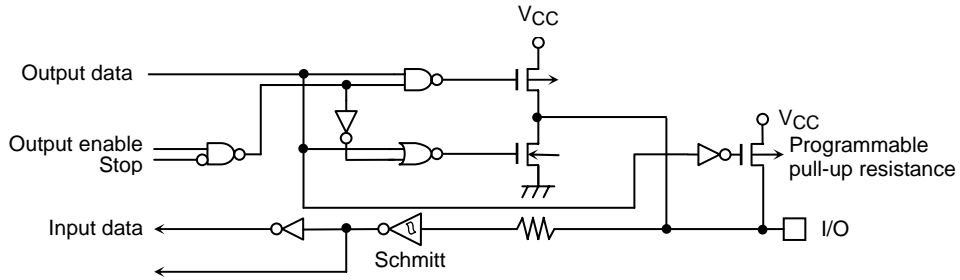 VCC
Output data
Output enable
Stop
VCC
Programmable
pull-up resistance
Input data
I/O
Schmitt